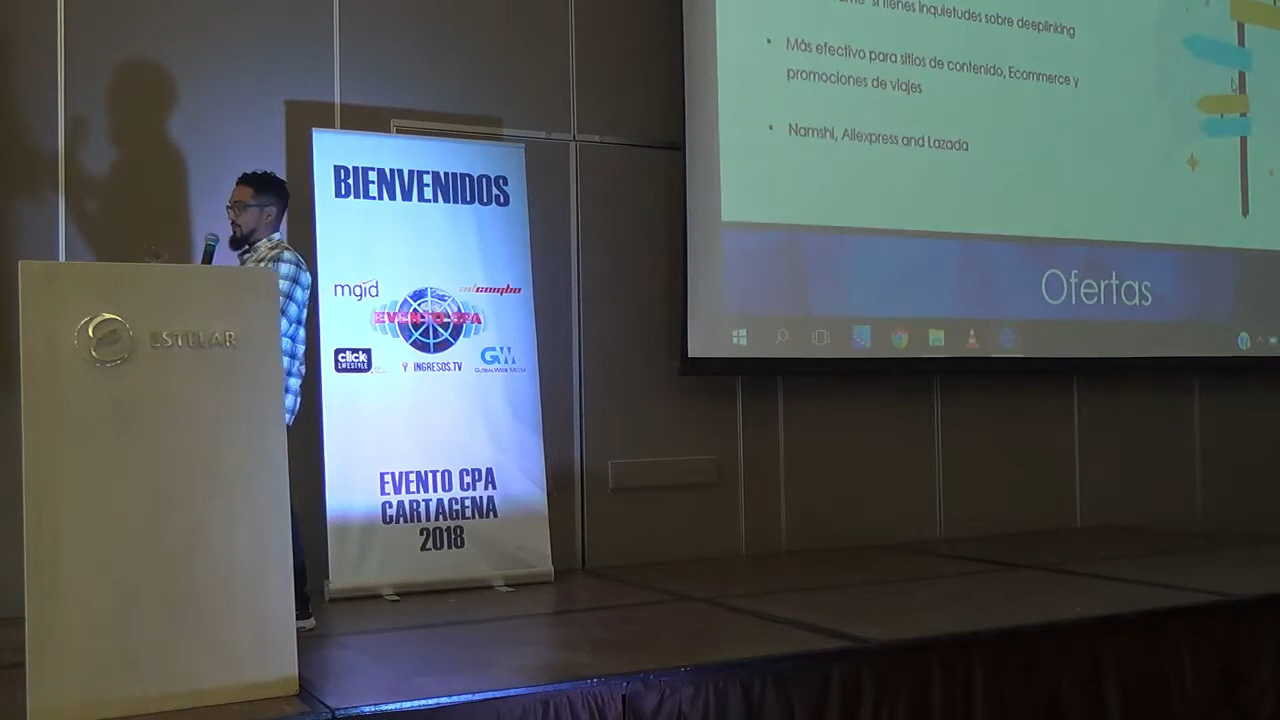 si tienes inquietudes sobre deeplinking
• Más efectivo para sitios de contenido, Ecommerce y
promociones de viajes
• Namshi, Aliexpress and Lazada
Ofertas
BIENVENIDOS
mgid
adcombo
EVENTO CPA
click
LIFESTYLE
INGRESOS.TV
GW
GLOBALWIDE MEDIA
EVENTO CPA
CARTAGENA
2018
ESTELAR